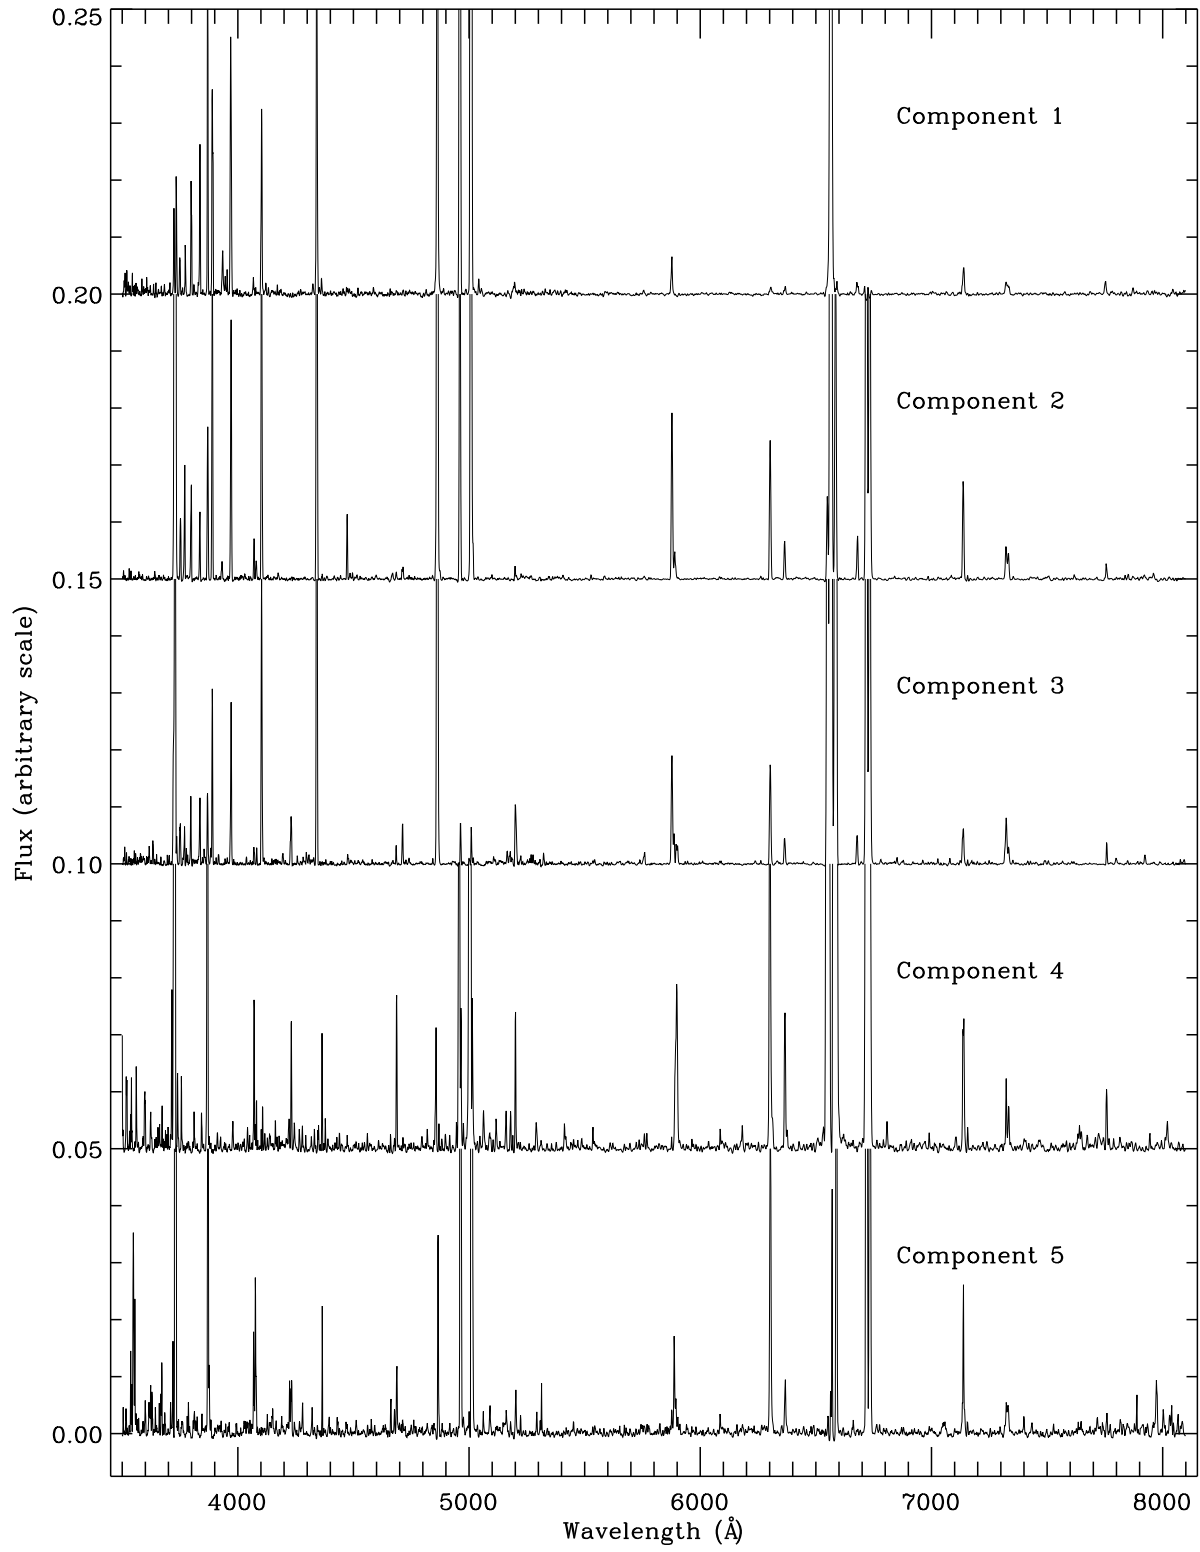 0.25
Component 1
0.20
Component 2
0.15
Component 3
0.10
Component 4
0.05
Component 5
0.00
Flux (arbitrary scale)
4000 5000 6000 7000 8000
Wavelength (Å)